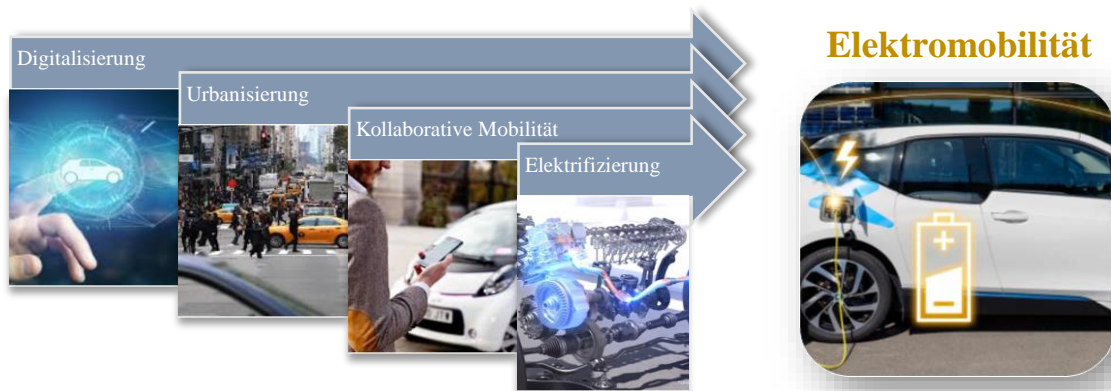 Digitalisierung
Urbanisierung
Kollaborative Mobilität
Elektrifizierung
Elektromobilität